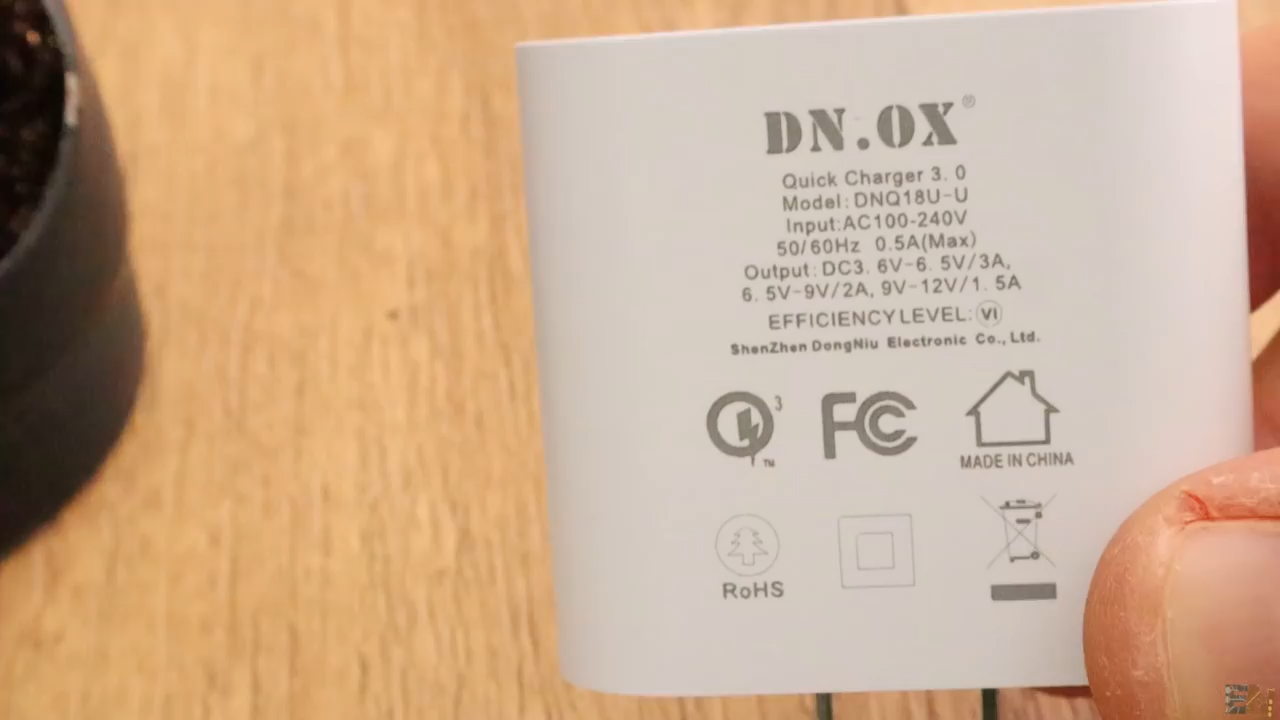 DN.OX®
Quick Charger 3. 0
Model:DNQ18U-U
Input:AC100-240V
50/60Hz 0.5A(Max)
Output:DC3. 6V-6. 5V/3A,
6. 5V-9V/2A, 9V-12V/1. 5A
EFFICIENCY LEVEL:VI
ShenZhen DongNiu Electronic Co., Ltd.
3
TM
FC
MADE IN CHINA
RoHS